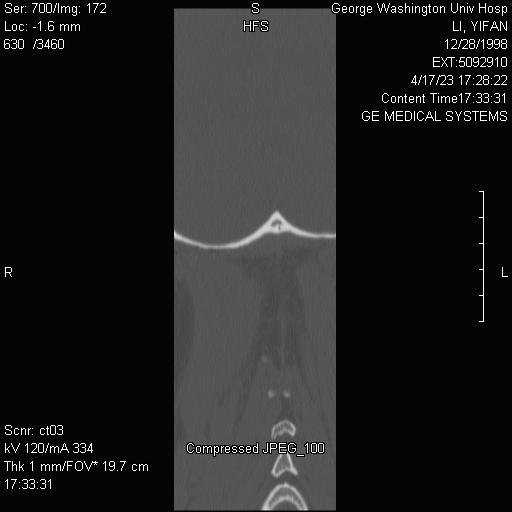 Ser: 700/Img: 172
Loc: -1.6 mm
630 /3460
S
HFS
George Washington Univ Hosp
LI, YIFAN
12/28/1998
EXT:5092910
4/17/23 17:28:22
Content Time17:33:31
GE MEDICAL SYSTEMS
R
L
Scnr: ct03
kV 120/mA 334
Thk 1 mm/FOV* 19.7 cm
17:33:31
Compressed JPEG_100